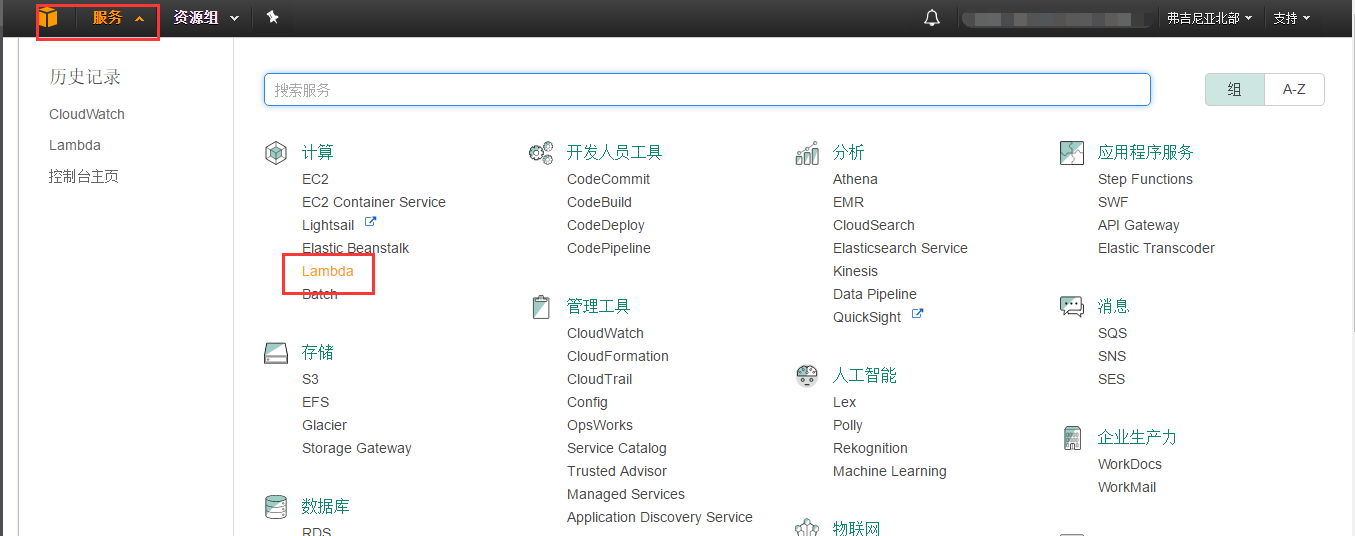 服务 资源组 弗吉尼亚北部 支持
历史记录
CloudWatch
Lambda
控制台主页
搜索服务
组 A-Z
计算
EC2
EC2 Container Service
Lightsail
Elastic Beanstalk
Lambda
Batch
存储
S3
EFS
Glacier
Storage Gateway
数据库
RDS
开发人员工具
CodeCommit
CodeBuild
CodeDeploy
CodePipeline
管理工具
CloudWatch
CloudFormation
CloudTrail
Config
OpsWorks
Service Catalog
Trusted Advisor
Managed Services
Application Discovery Service
分析
Athena
EMR
CloudSearch
Elasticsearch Service
Kinesis
Data Pipeline
QuickSight
人工智能
Lex
Polly
Rekognition
Machine Learning
物联网
应用程序服务
Step Functions
SWF
API Gateway
Elastic Transcoder
消息
SQS
SNS
SES
企业生产力
WorkDocs
WorkMail